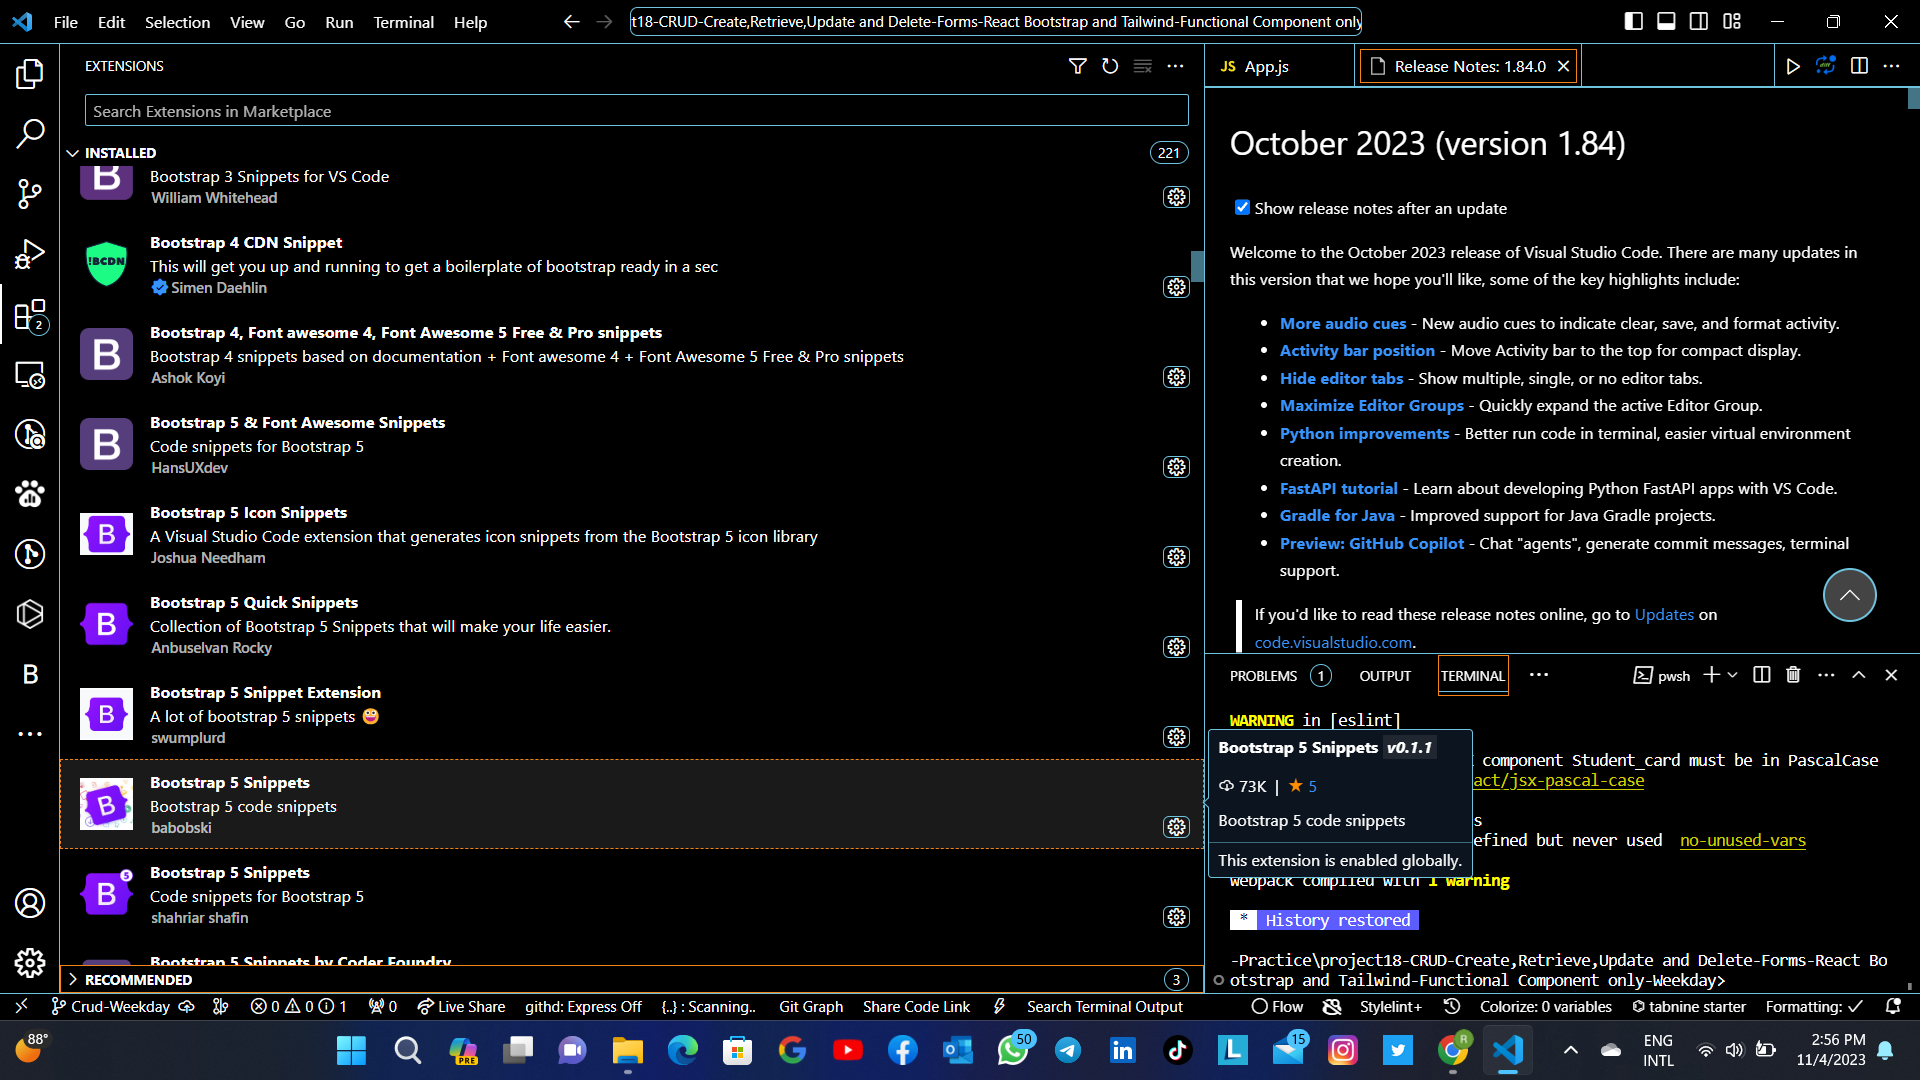 File Edit Selection View Go Run Terminal Help
t18-CRUD-Create,Retrieve,Update and Delete-Forms-React Bootstrap and Tailwind-Functional Component only
EXTENSIONS
Search Extensions in Marketplace
INSTALLED
221
Bootstrap 3 Snippets for VS Code
William Whitehead
!BCDN
Bootstrap 4 CDN Snippet
This will get you up and running to get a boilerplate of bootstrap ready in a sec
Simen Daehlin
B
Bootstrap 4, Font awesome 4, Font Awesome 5 Free & Pro snippets
Bootstrap 4 snippets based on documentation + Font awesome 4 + Font Awesome 5 Free & Pro snippets
Ashok Koyi
B
Bootstrap 5 & Font Awesome Snippets
Code snippets for Bootstrap 5
HansUXdev
B
Bootstrap 5 Icon Snippets
A Visual Studio Code extension that generates icon snippets from the Bootstrap 5 icon library
Joshua Needham
B
Bootstrap 5 Quick Snippets
Collection of Bootstrap 5 Snippets that will make your life easier.
Anbuselvan Rocky
B
Bootstrap 5 Snippet Extension
A lot of bootstrap 5 snippets 😀
swumplurd
B
Bootstrap 5 Snippets
Bootstrap 5 code snippets
babobski
B
Bootstrap 5 Snippets
Code snippets for Bootstrap 5
shahriar shafin
B 5
Bootstrap 5 Snippets by Coder Foundry
RECOMMENDED
3
2
B
JS App.js
Release Notes: 1.84.0
October 2023 (version 1.84)
Show release notes after an update
Welcome to the October 2023 release of Visual Studio Code. There are many updates in
this version that we hope you'll like, some of the key highlights include:
• More audio cues - New audio cues to indicate clear, save, and format activity.
• Activity bar position - Move Activity bar to the top for compact display.
• Hide editor tabs - Show multiple, single, or no editor tabs.
• Maximize Editor Groups - Quickly expand the active Editor Group.
• Python improvements - Better run code in terminal, easier virtual environment
creation.
• FastAPI tutorial - Learn about developing Python FastAPI apps with VS Code.
• Gradle for Java - Improved support for Java Gradle projects.
• Preview: GitHub Copilot - Chat "agents", generate commit messages, terminal
support.
If you'd like to read these release notes online, go to Updates on
code.visualstudio.com.
PROBLEMS 1 OUTPUT TERMINAL
pwsh
WARNING in [eslint]
component Student_card must be in PascalCase
act/jsx-pascal-case
s
efined but never used no-unused-vars
webpack compiled with 1 warning
* History restored
-Practice\project18-CRUD-Create,Retrieve,Update and Delete-Forms-React Bo
otstrap and Tailwind-Functional Component only-Weekday>
Bootstrap 5 Snippets v0.1.1
73K | ★ 5
Bootstrap 5 code snippets
This extension is enabled globally.
Crud-Weekday 0 0 1 0 Live Share githd: Express Off {..} : Scanning.. Git Graph Share Code Link Search Terminal Output Flow Stylelint+ Colorize: 0 variables tabnine starter Formatting: ✓
88°
PRE
50
15
R
ENG
INTL
2:56 PM
11/4/2023